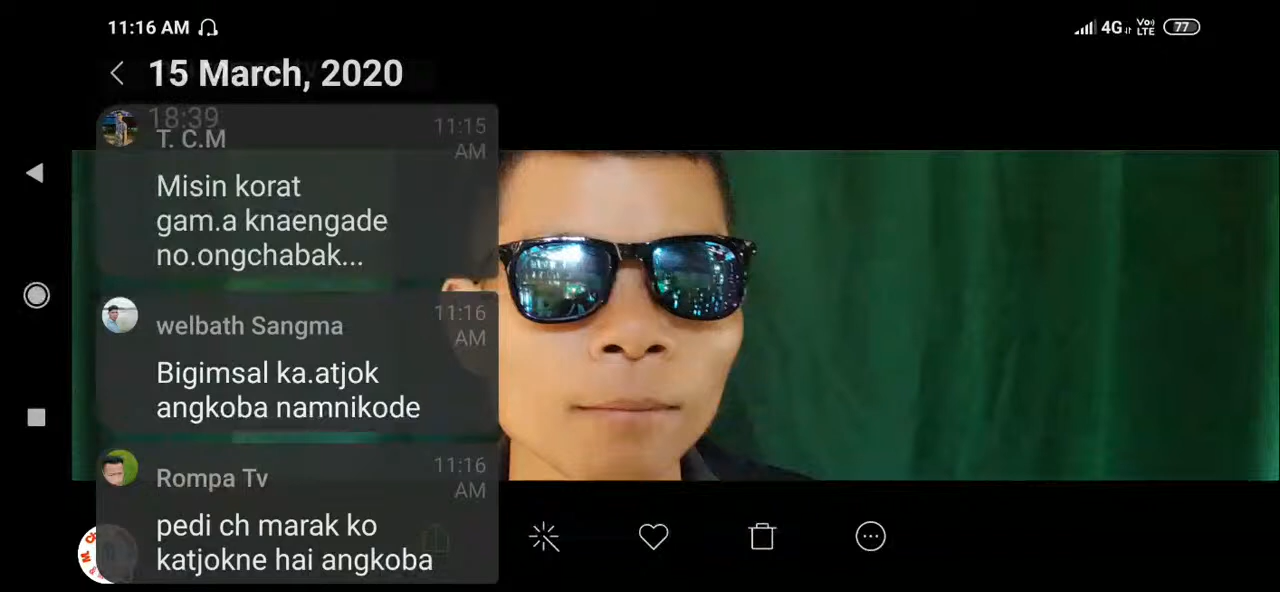 11:16 AM
4G
Vo))
LTE
77
15 March, 2020
18:39
T. C.M
11:15
AM
Misin korat
gam.a knaengade
no.ongchabak...
welbath Sangma
11:16
AM
Bigimsal ka.atjok
angkoba namnikode
Rompa Tv
11:16
AM
pedi ch marak ko
katjokne hai angkoba